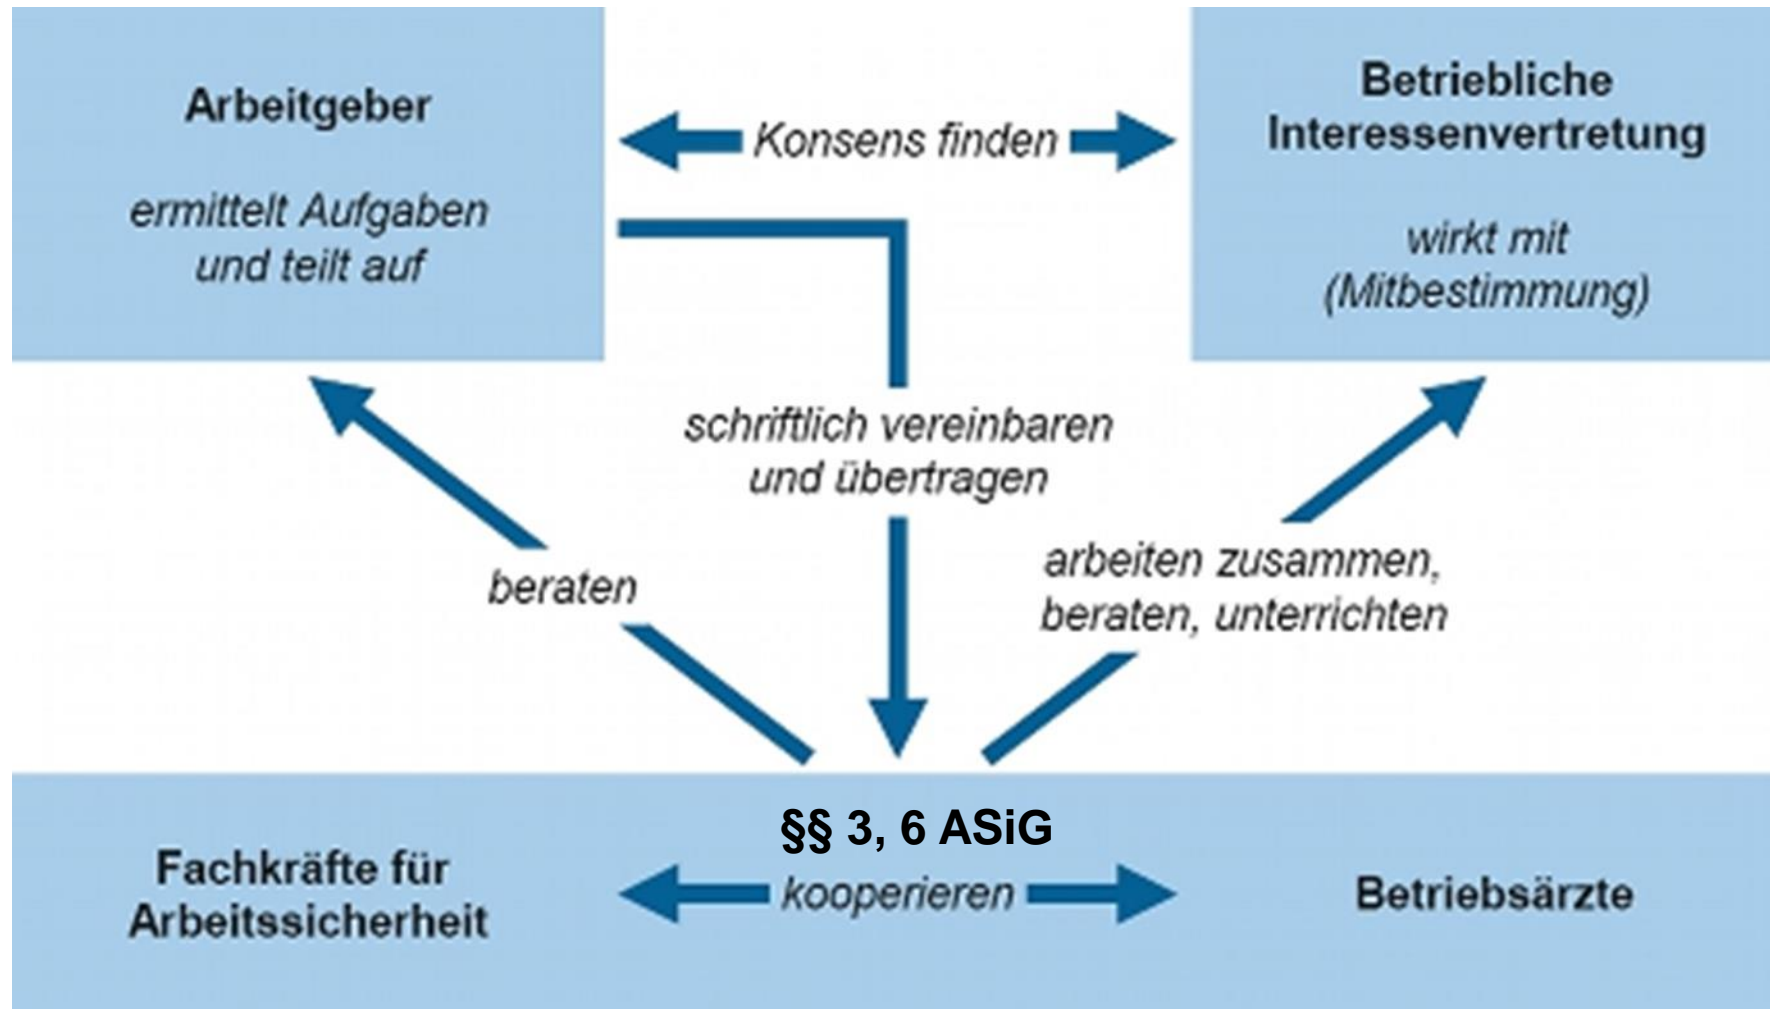 Arbeitgeber
ermittelt Aufgaben
und teilt auf
Konsens finden
Betriebliche
Interessenvertretung
wirkt mit
(Mitbestimmung)
schriftlich vereinbaren
und übertragen
beraten
arbeiten zusammen,
beraten, unterrichten
§§ 3, 6 ASiG
Fachkräfte für
Arbeitssicherheit
kooperieren
Betriebsärzte